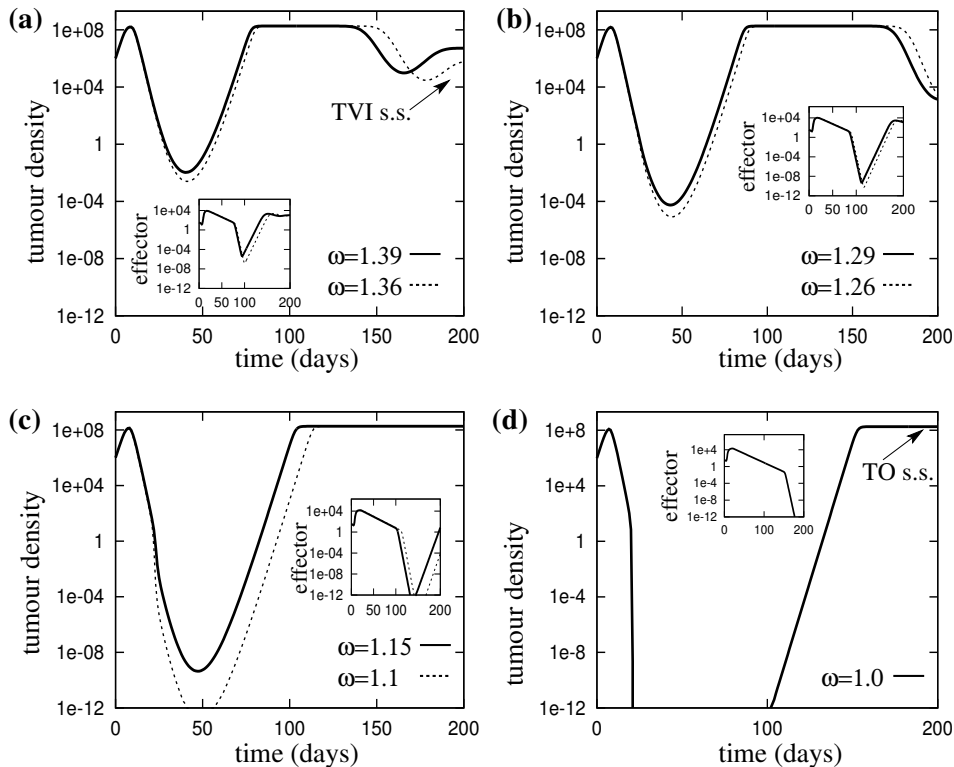 (a)
1e+08
1e+04
1
1e-04
1e-08
1e-12
tumour density
0 50 100 150 200
time (days)
TVI s.s.
effector
1e+04
1
1e-04
1e-08
1e-12
0 50 100 200
ω=1.39
ω=1.36
(b)
1e+08
1e+04
1
1e-04
1e-08
1e-12
tumour density
0 50 100 150 200
time (days)
effector
1e+04
1
1e-04
1e-08
1e-12
0 50 100 200
ω=1.29
ω=1.26
(c)
1e+08
1e+04
1
1e-04
1e-08
1e-12
tumour density
0 50 100 150 200
time (days)
effector
1e+04
1
1e-04
1e-08
1e-12
0 50 100 200
ω=1.15
ω=1.1
(d)
1e+08
1e+04
1
1e-04
1e-08
1e-12
tumour density
0 50 100 150 200
time (days)
TO s.s.
effector
1e+4
1
1e-4
1e-8
1e-12
0 100 200
ω=1.0